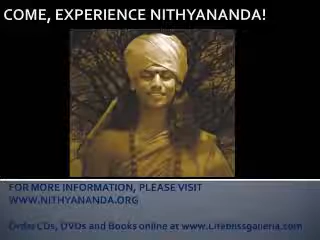 COME, EXPERIENCE NITHYANANDA!
FOR MORE INFORMATION, PLEASE VISIT
WWW.NITHYANANDA.ORG
Order CDs, DVDs and Books online at www.Lifeblissgalleria.com